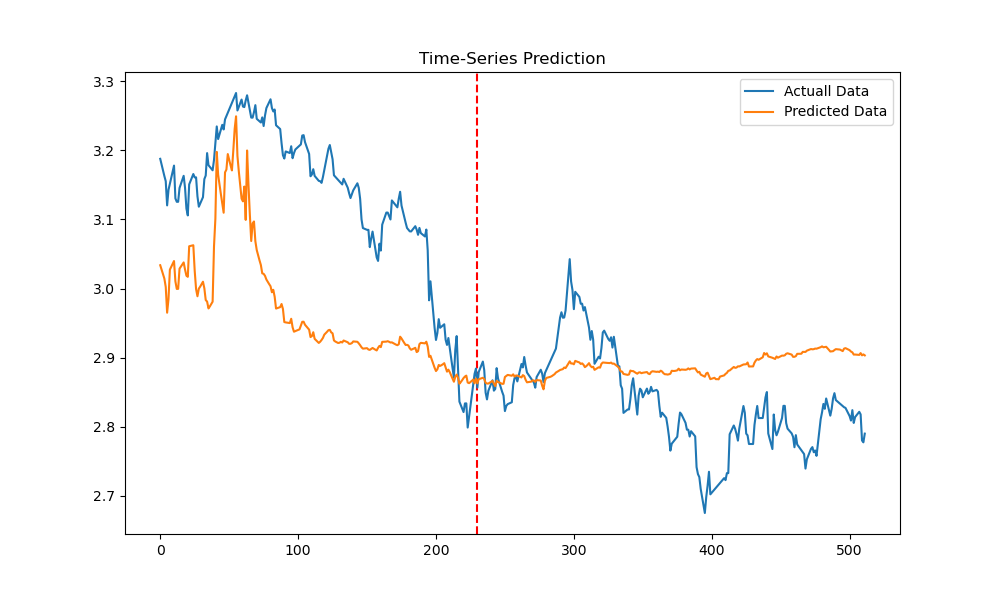 Time-Series Prediction
Actuall Data
Predicted Data
3.3
3.2
3.1
3.0
2.9
2.8
2.7
0 100 200 300 400 500